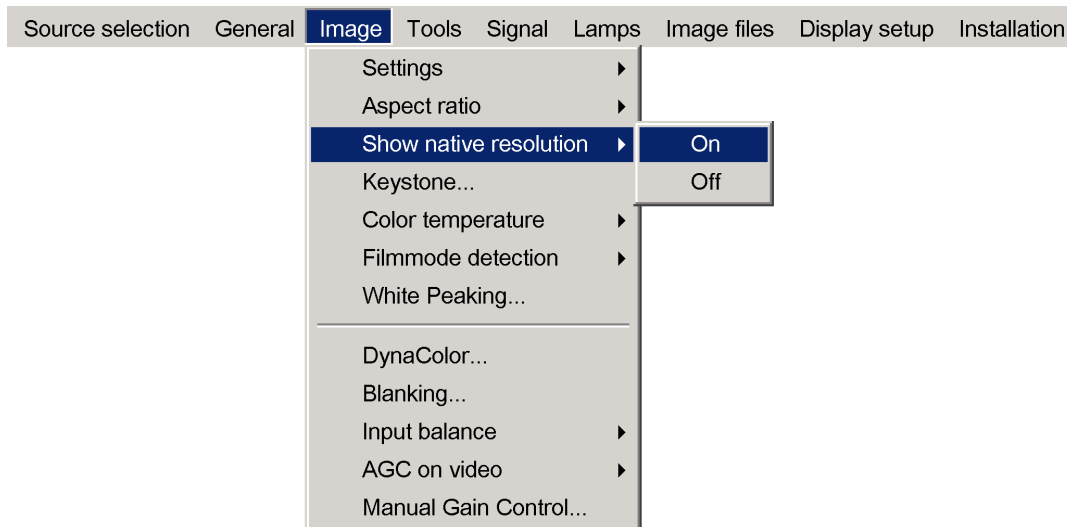 Source selection General Image Tools Signal Lamps Image files Display setup Installation
Settings
Aspect ratio
Show native resolution On
Keystone... Off
Color temperature
Filmmode detection
White Peaking...
DynaColor...
Blanking...
Input balance
AGC on video
Manual Gain Control...